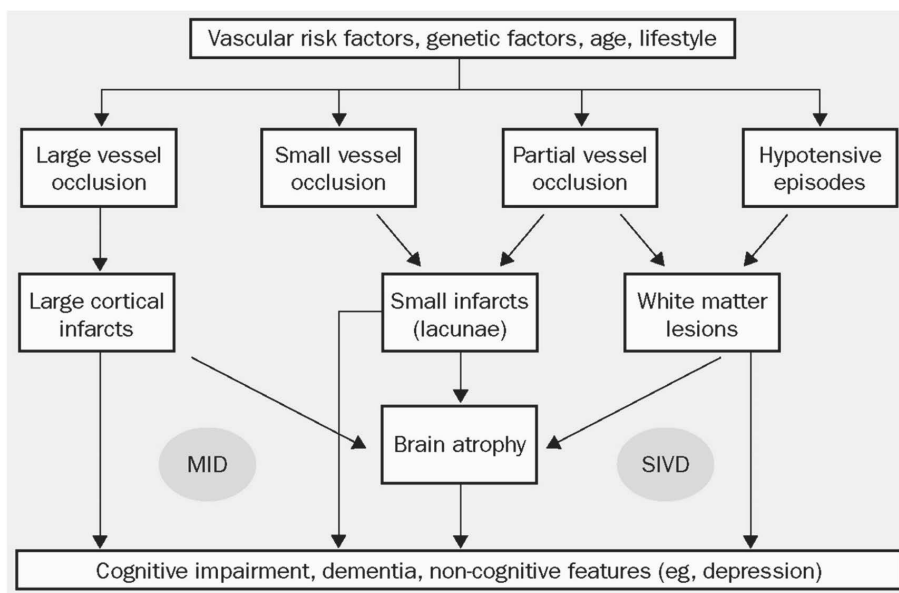 Vascular risk factors, genetic factors, age, lifestyle
Large vessel
occlusion
Small vessel
occlusion
Partial vessel
occlusion
Hypotensive
episodes
Large cortical
infarcts
Small infarcts
(lacunae)
White matter
lesions
Brain atrophy
MID
SIVD
Cognitive impairment, dementia, non-cognitive features (eg, depression)